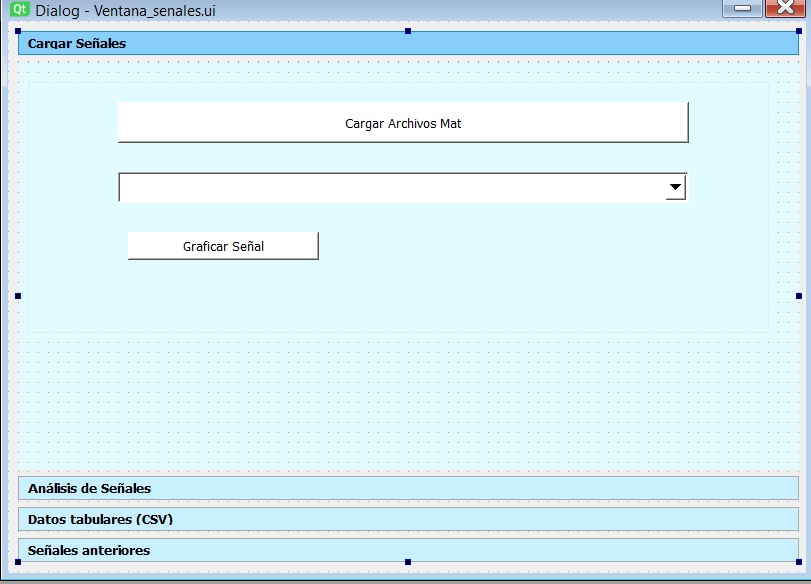 Qt Dialog - Ventana_senales.ui
Cargar Señales
Cargar Archivos Mat
Graficar Señal
Análisis de Señales
Datos tabulares (CSV)
Señales anteriores